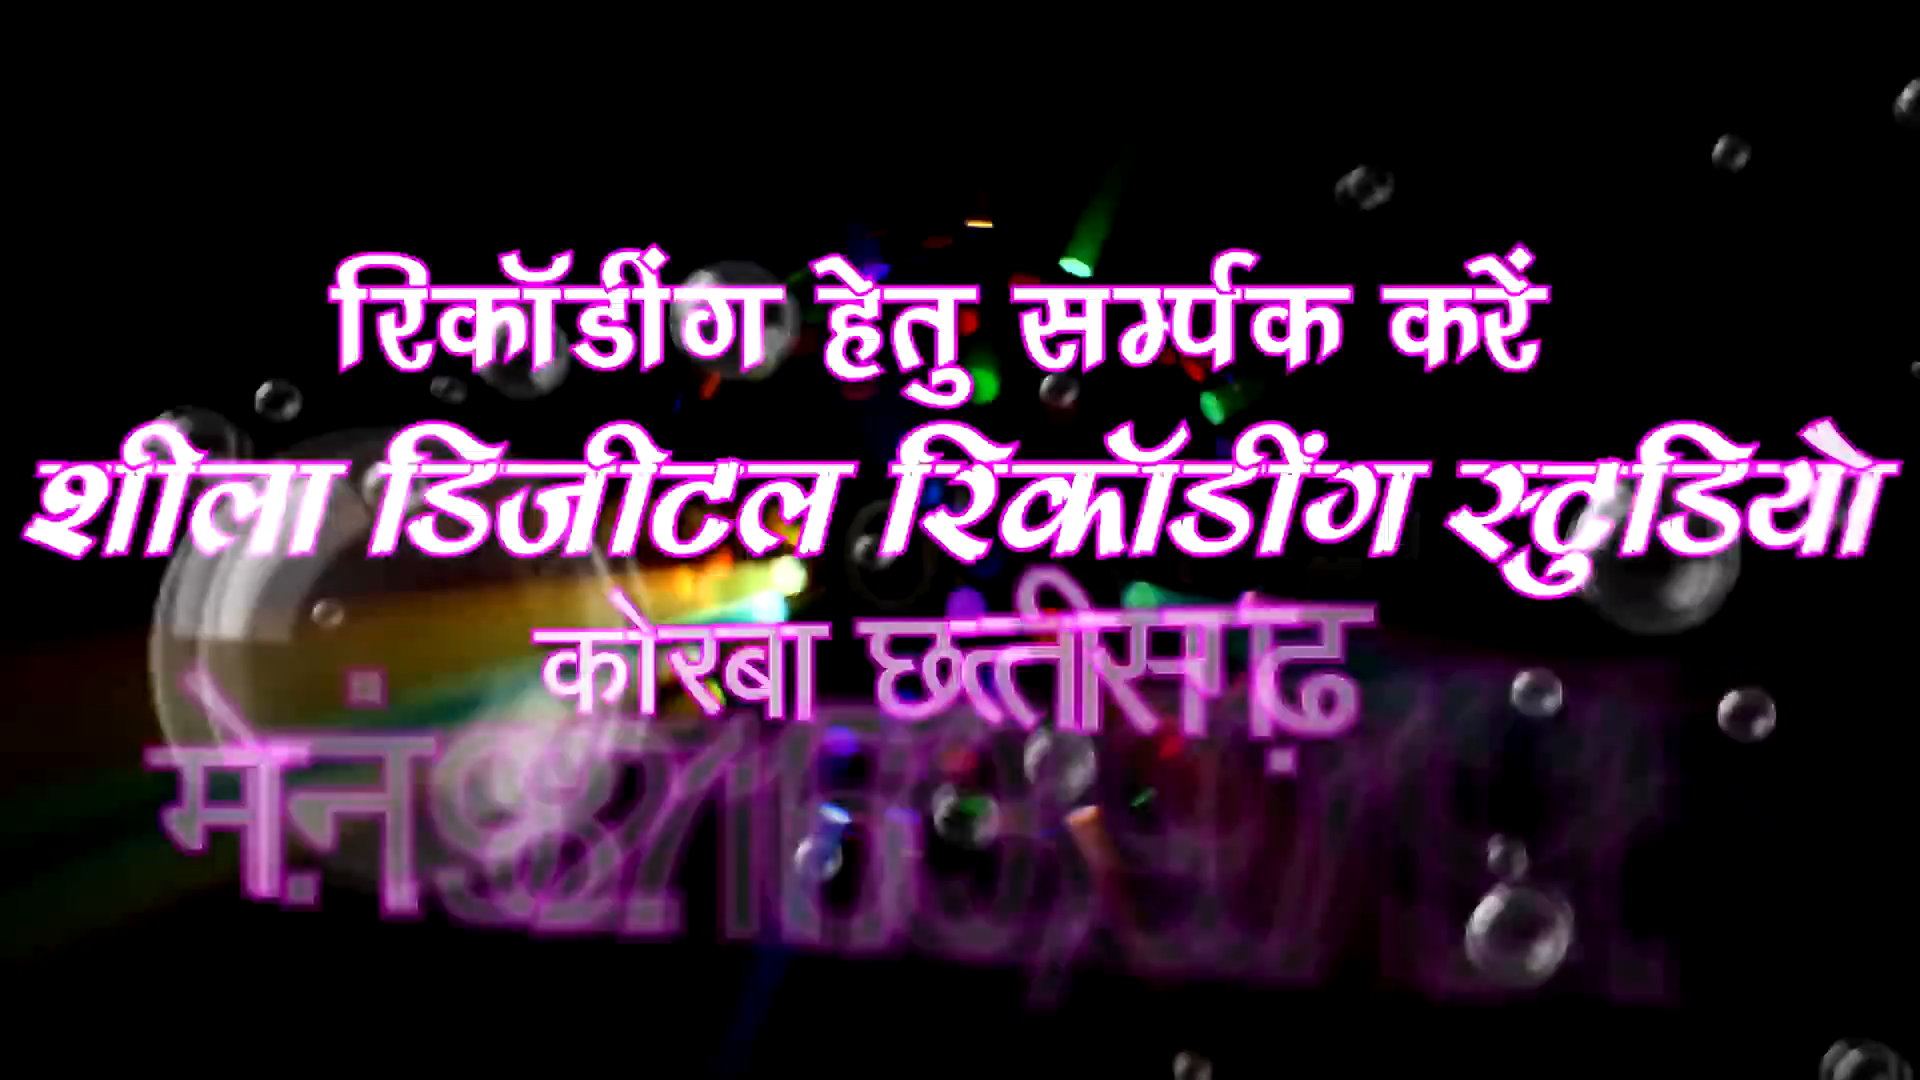 रिकॉडींग हेतु सर्म्पक करें
शीला डिजीटल रिकॉडींग स्टुडियो
कोरबा छत्तीसगढ़
मो.नं.